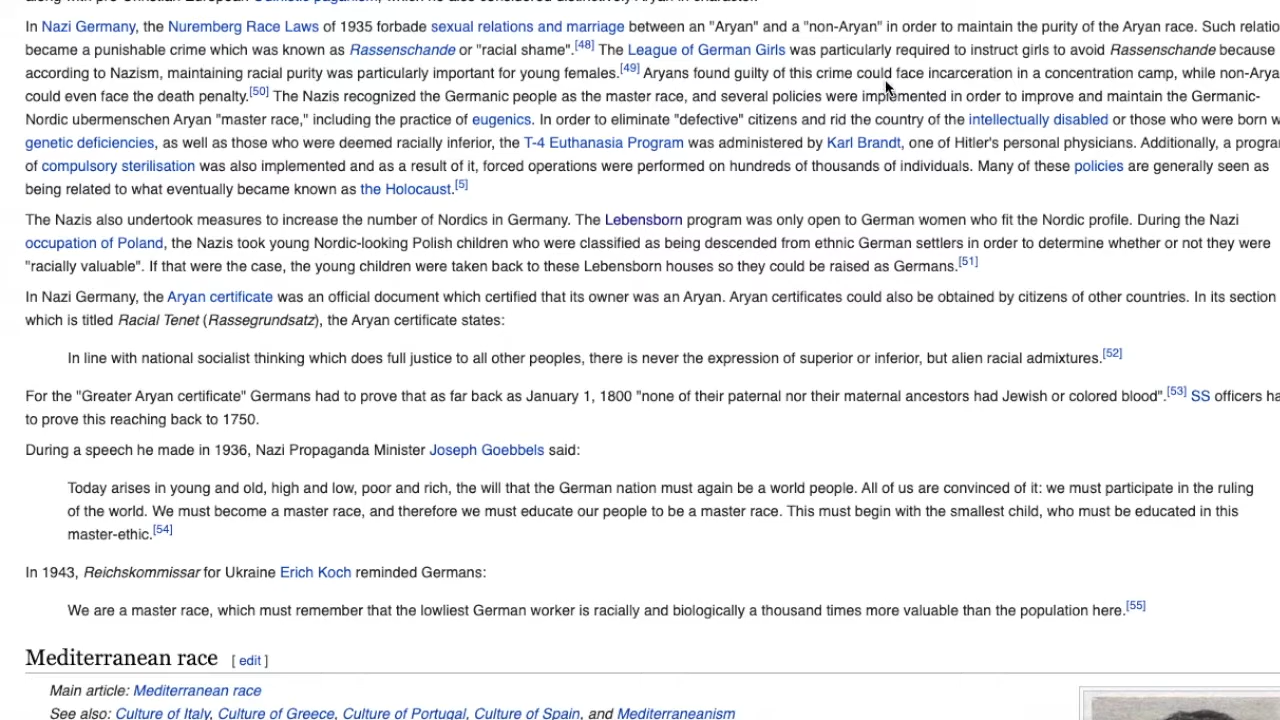 In Nazi Germany, the Nuremberg Race Laws of 1935 forbade sexual relations and marriage between an "Aryan" and a "non-Aryan" in order to maintain the purity of the Aryan race. Such
became a punishable crime which was known as Rassenschande or "racial shame".[48] The League of German Girls was particularly required to instruct girls to avoid Rassenschande because
according to Nazism, maintaining racial purity was particularly important for young females.[49] Aryans found guilty of this crime could face incarceration in a concentration camp, while
could even face the death penalty.[50] The Nazis recognized the Germanic people as the master race, and several policies were implemented in order to improve and maintain the Germanic-
Nordic ubermenschen Aryan "master race," including the practice of eugenics. In order to eliminate "defective" citizens and rid the country of the intellectually disabled or those who were born
genetic deficiencies, as well as those who were deemed racially inferior, the T-4 Euthanasia Program was administered by Karl Brandt, one of Hitler's personal physicians. Additionally, a
of compulsory sterilisation was also implemented and as a result of it, forced operations were performed on hundreds of thousands of individuals. Many of these policies are generally seen as
being related to what eventually became known as the Holocaust.[5]
The Nazis also undertook measures to increase the number of Nordics in Germany. The Lebensborn program was only open to German women who fit the Nordic profile. During the Nazi
occupation of Poland, the Nazis took young Nordic-looking Polish children who were classified as being descended from ethnic German settlers in order to determine whether or not they were
"racially valuable". If that were the case, the young children were taken back to these Lebensborn houses so they could be raised as Germans.[51]
In Nazi Germany, the Aryan certificate was an official document which certified that its owner was an Aryan. Aryan certificates could also be obtained by citizens of other countries. In its section
which is titled Racial Tenet (Rassegrundsatz), the Aryan certificate states:
In line with national socialist thinking which does full justice to all other peoples, there is never the expression of superior or inferior, but alien racial admixtures.[52]
For the "Greater Aryan certificate" Germans had to prove that as far back as January 1, 1800 "none of their paternal nor their maternal ancestors had Jewish or colored blood".[53] SS officers
to prove this reaching back to 1750.
During a speech he made in 1936, Nazi Propaganda Minister Joseph Goebbels said:
Today arises in young and old, high and low, poor and rich, the will that the German nation must again be a world people. All of us are convinced of it: we must participate in the ruling
of the world. We must become a master race, and therefore we must educate our people to be a master race. This must begin with the smallest child, who must be educated in this
master-ethic.[54]
In 1943, Reichskommissar for Ukraine Erich Koch reminded Germans:
We are a master race, which must remember that the lowliest German worker is racially and biologically a thousand times more valuable than the population here.[55]
Mediterranean race [ edit ]
Main article: Mediterranean race
See also: Culture of Italy, Culture of Greece, Culture of Portugal, Culture of Spain, and Mediterraneanism